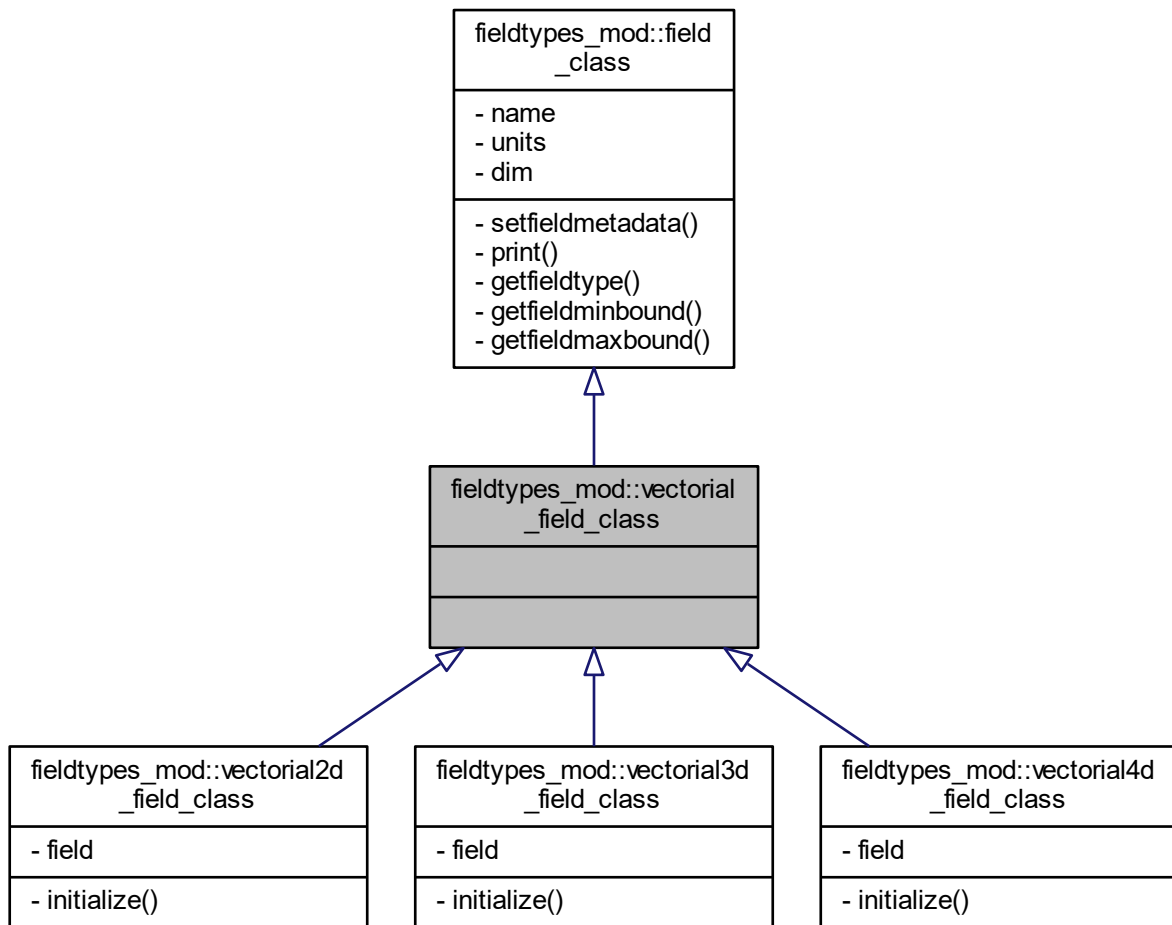 fieldtypes_mod::field
_class
- name
- units
- dim
- setfieldmetadata()
- print()
- getfieldtype()
- getfieldminbound()
- getfieldmaxbound()
fieldtypes_mod::vectorial
_field_class
fieldtypes_mod::vectorial2d
_field_class
- field
- initialize()
fieldtypes_mod::vectorial3d
_field_class
- field
- initialize()
fieldtypes_mod::vectorial4d
_field_class
- field
- initialize()